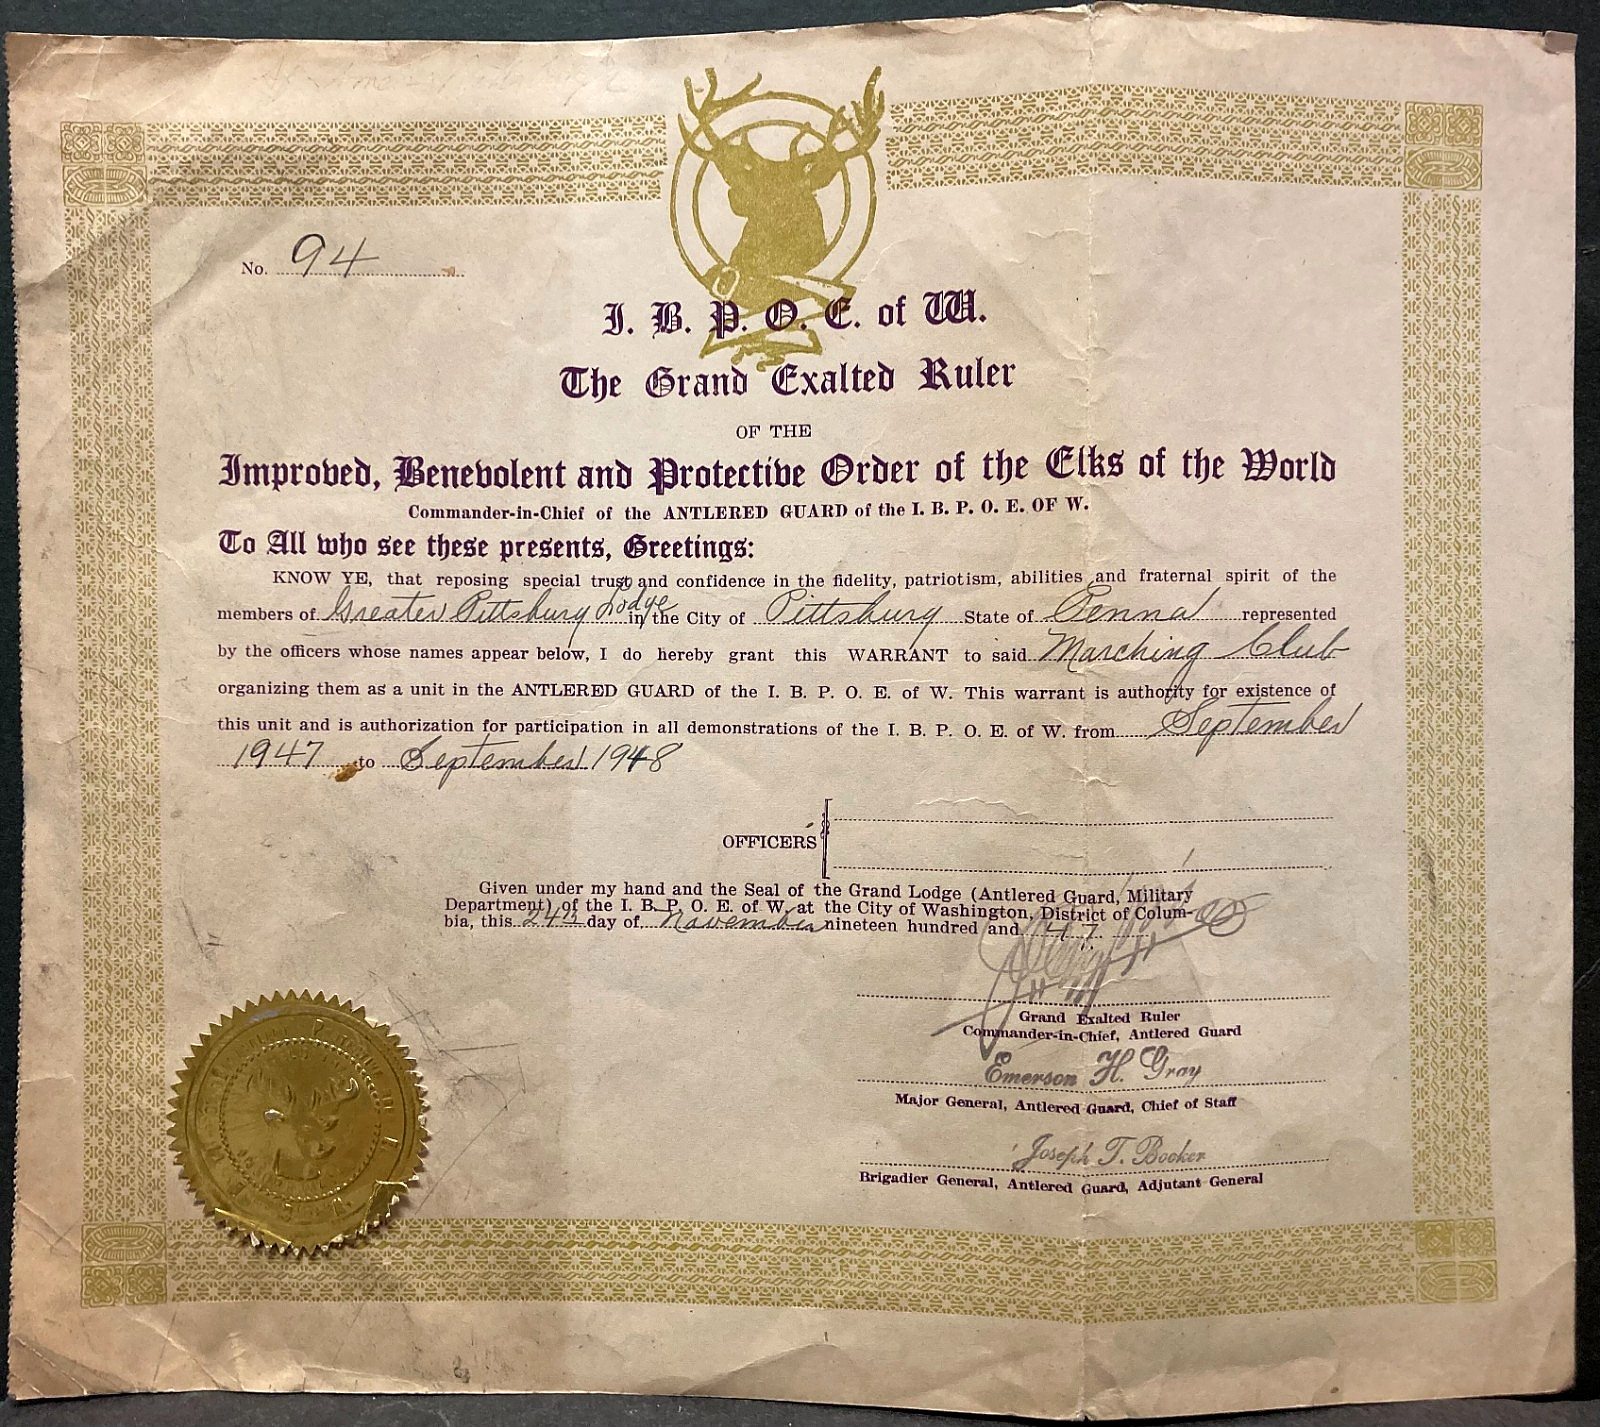 No. 94
I. B. P. O. E. of W.
The Grand Exalted Ruler
OF THE
Improved, Benevolent and Protective Order of the Elks of the World
Commander-in-Chief of the ANTLERED GUARD of the I. B. P. O. E. OF W.
To All who see these presents, Greetings:
KNOW YE, that reposing special trust and confidence in the fidelity, patriotism, abilities and fraternal spirit of the
members of Greater Pittsburg Lodge in the City of Pittsburg State of Penna represented
by the officers whose names appear below, I do hereby grant this WARRANT to said Marching Club
organizing them as a unit in the ANTLERED GUARD of the I. B. P. O. E. of W. This warrant is authority for existence of
this unit and is authorization for participation in all demonstrations of the I. B. P. O. E. of W. from September
1947 to September 1948
OFFICERS
Given under my hand and the Seal of the Grand Lodge (Antlered Guard, Military
Department) of the I. B. P. O. E. of W. at the City of Washington, District of Colum-
bia, this 24th day of November nineteen hundred and 47
Grand Exalted Ruler
Commander-in-Chief, Antlered Guard
Emerson H. Gray
Major General, Antlered Guard, Chief of Staff
Joseph T. Booker
Brigadier General, Antlered Guard, Adjutant General